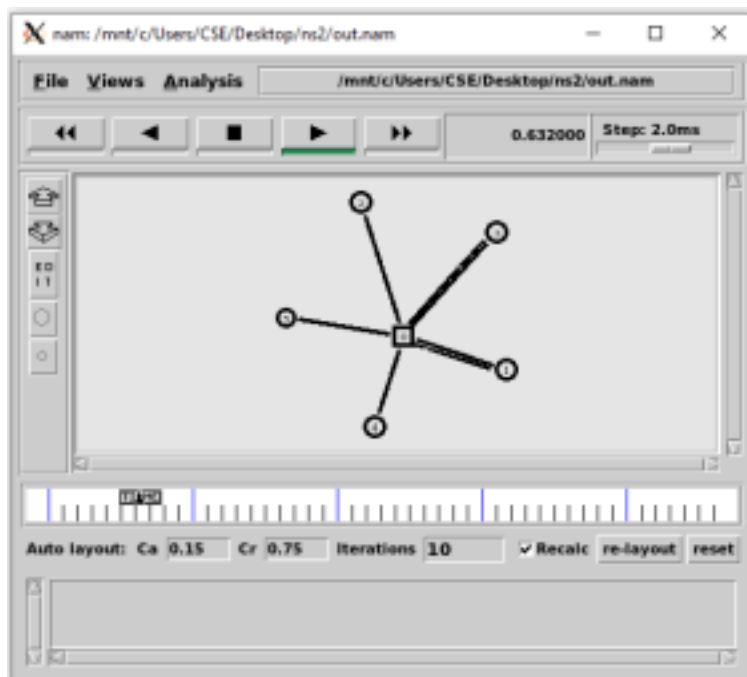 nam: /mnt/c/Users/CSE/Desktop/ns2/out.nam
File Views Analysis /mnt/c/Users/CSE/Desktop/ns2/out.nam
0.632000 Step: 2.0ms
E D
I T
Auto layout: Ca 0.15 Cr 0.75 Iterations 10 Recalc re-layout reset